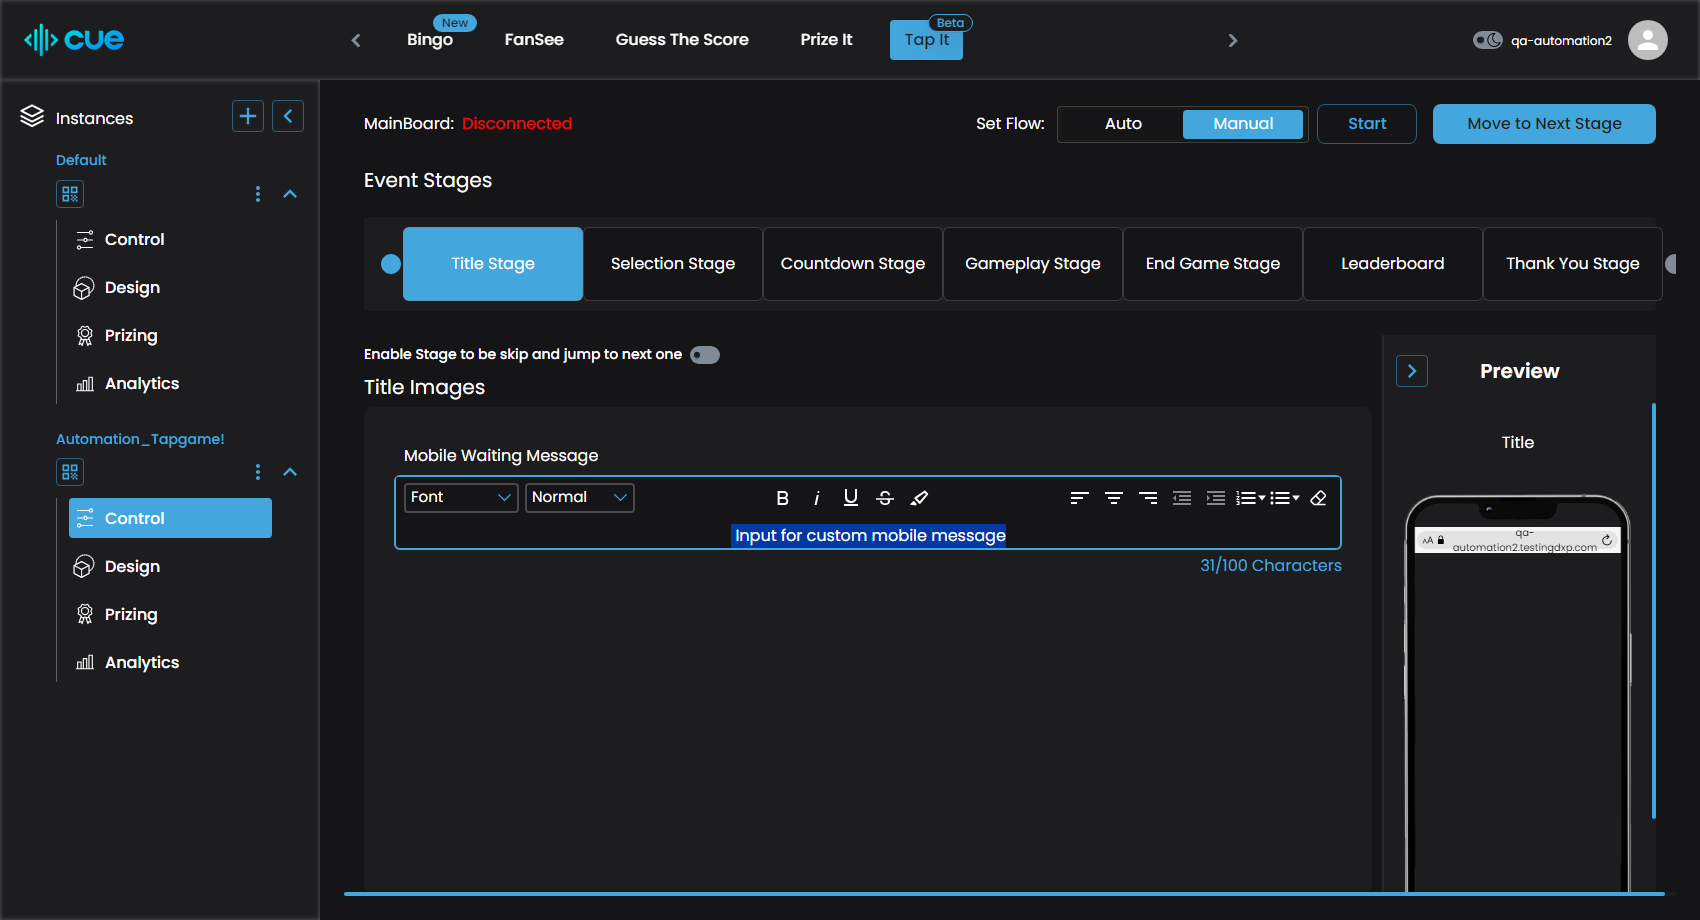 cue
New
Bingo
FanSee
Guess The Score
Prize It
Beta
Tap It
qa-automation2
Instances
Default
Control
Design
Prizing
Analytics
Automation_Tapgame!
Control
Design
Prizing
Analytics
MainBoard: Disconnected
Set Flow:
Auto
Manual
Start
Move to Next Stage
Event Stages
Title Stage
Selection Stage
Countdown Stage
Gameplay Stage
End Game Stage
Leaderboard
Thank You Stage
Enable Stage to be skip and jump to next one
Title Images
Mobile Waiting Message
Font
Normal
B
i
U
S
Input for custom mobile message
31/100 Characters
Preview
Title
AA
qa-
automation2.testingdxp.com